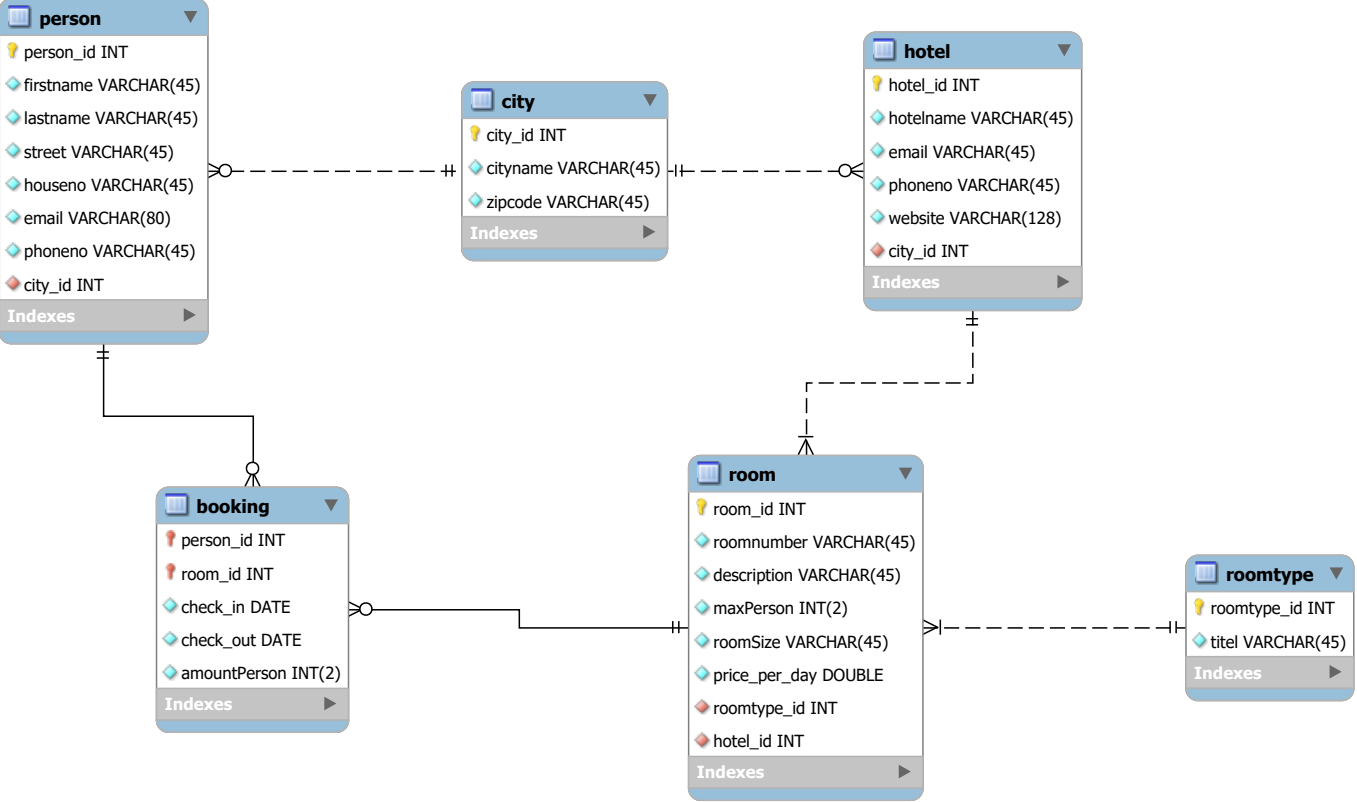 person
person_id INT
firstname VARCHAR(45)
lastname VARCHAR(45)
street VARCHAR(45)
houseno VARCHAR(45)
email VARCHAR(80)
phoneno VARCHAR(45)
city_id INT
Indexes
city
city_id INT
cityname VARCHAR(45)
zipcode VARCHAR(45)
Indexes
hotel
hotel_id INT
hotelname VARCHAR(45)
email VARCHAR(45)
phoneno VARCHAR(45)
website VARCHAR(128)
city_id INT
Indexes
booking
person_id INT
room_id INT
check_in DATE
check_out DATE
amountPerson INT(2)
Indexes
room
room_id INT
roomnumber VARCHAR(45)
description VARCHAR(45)
maxPerson INT(2)
roomSize VARCHAR(45)
price_per_day DOUBLE
roomtype_id INT
hotel_id INT
Indexes
roomtype
roomtype_id INT
titel VARCHAR(45)
Indexes